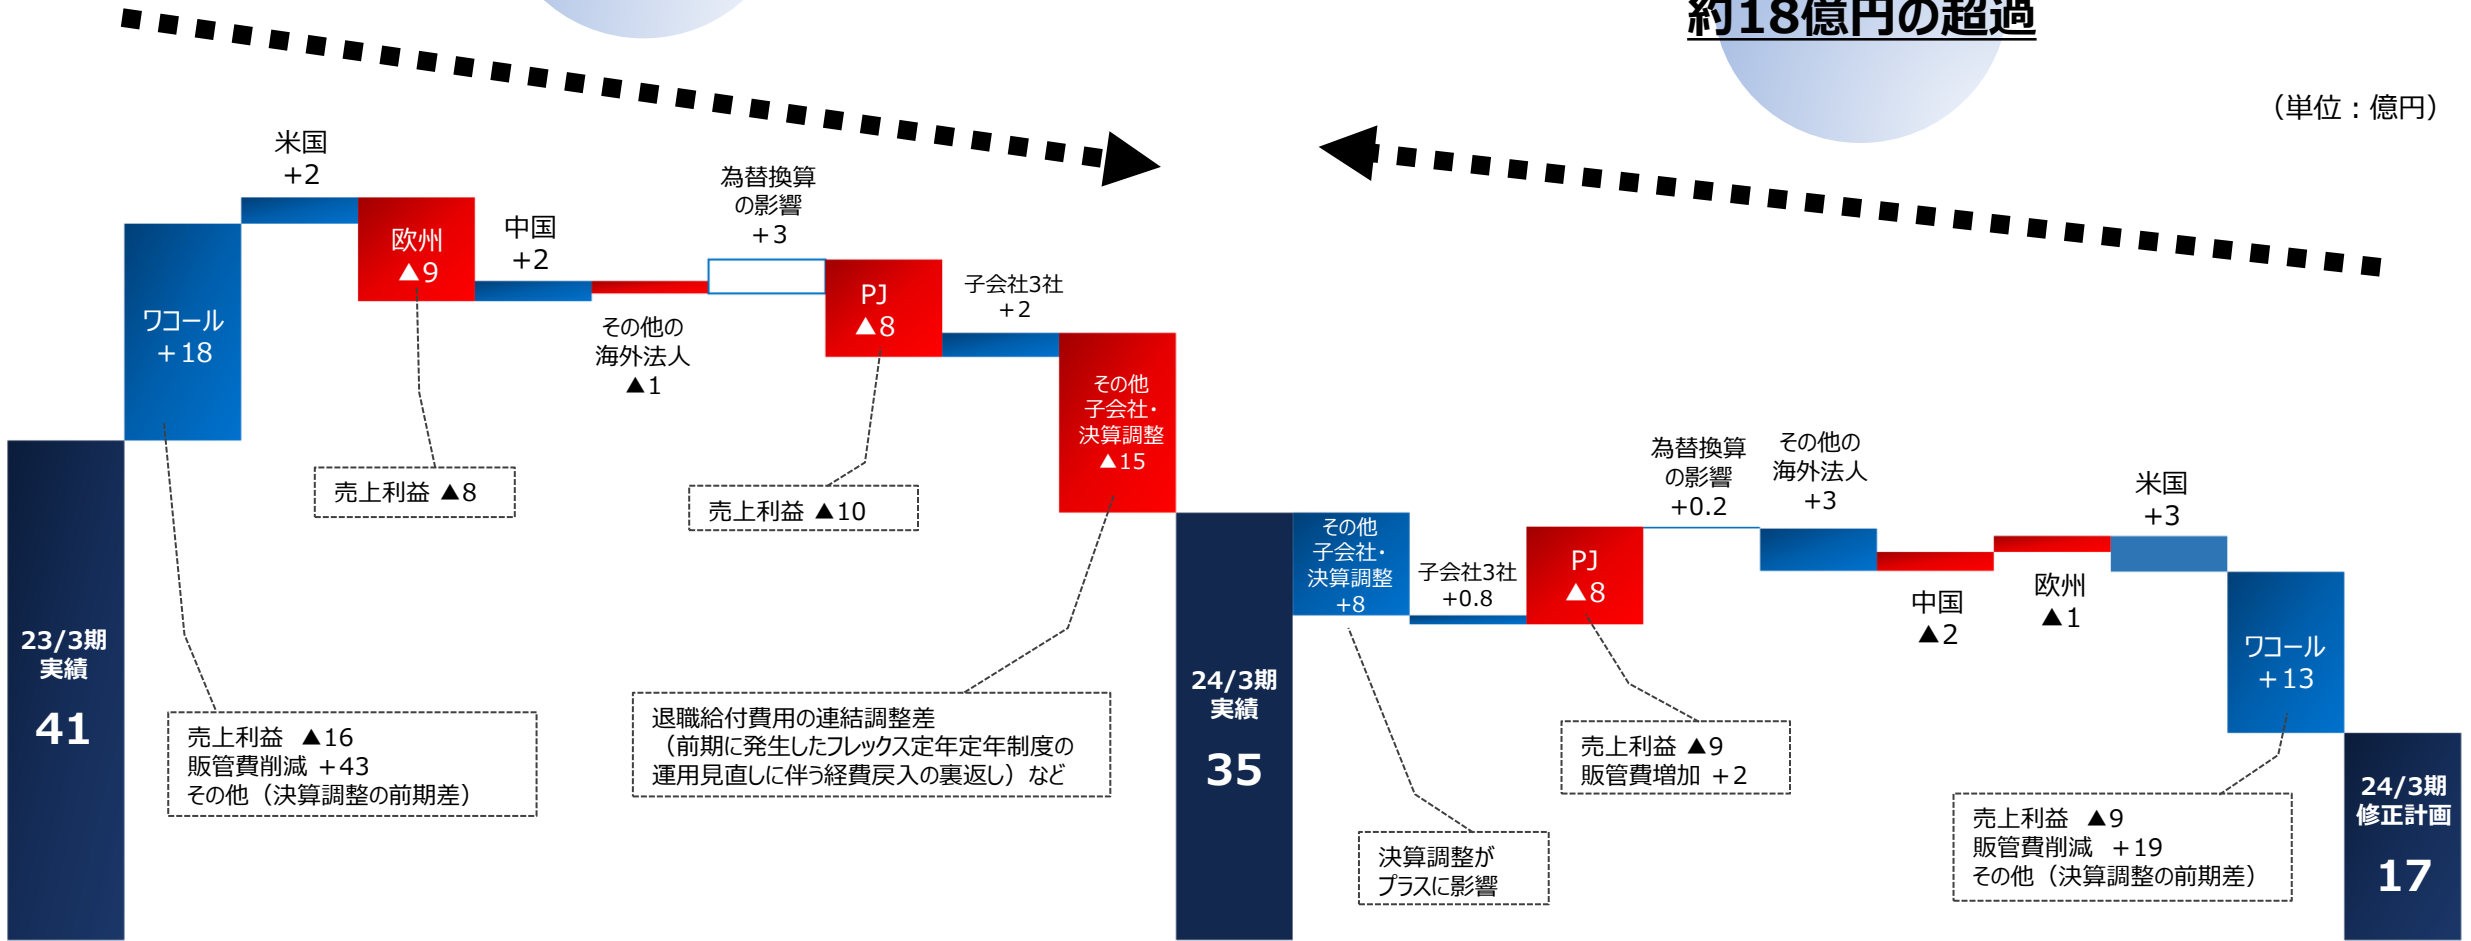 約18億円の超過
（単位：億円）
米国
+2
為替換算
の影響
+3
中国
+2
欧州
▲9
ワコール
+18
その他の
海外法人
▲1
PJ
▲8
子会社3社
+2
その他
子会社・
決算調整
▲15
売上利益 ▲8
売上利益 ▲10
23/3期
実績
41
売上利益 ▲16
販管費削減 +43
その他（決算調整の前期差）
退職給付費用の連結調整差
（前期に発生したフレックス定年定年制度の
運用見直しに伴う経費戻入の裏返し）など
24/3期
実績
35
その他
子会社・
決算調整
+8
子会社3社
+0.8
PJ
▲8
為替換算
の影響
+0.2
その他の
海外法人
+3
中国
▲2
欧州
▲1
米国
+3
ワコール
+13
決算調整が
プラスに影響
売上利益 ▲9
販管費増加 +2
売上利益 ▲9
販管費削減 +19
その他（決算調整の前期差）
24/3期
修正計画
17